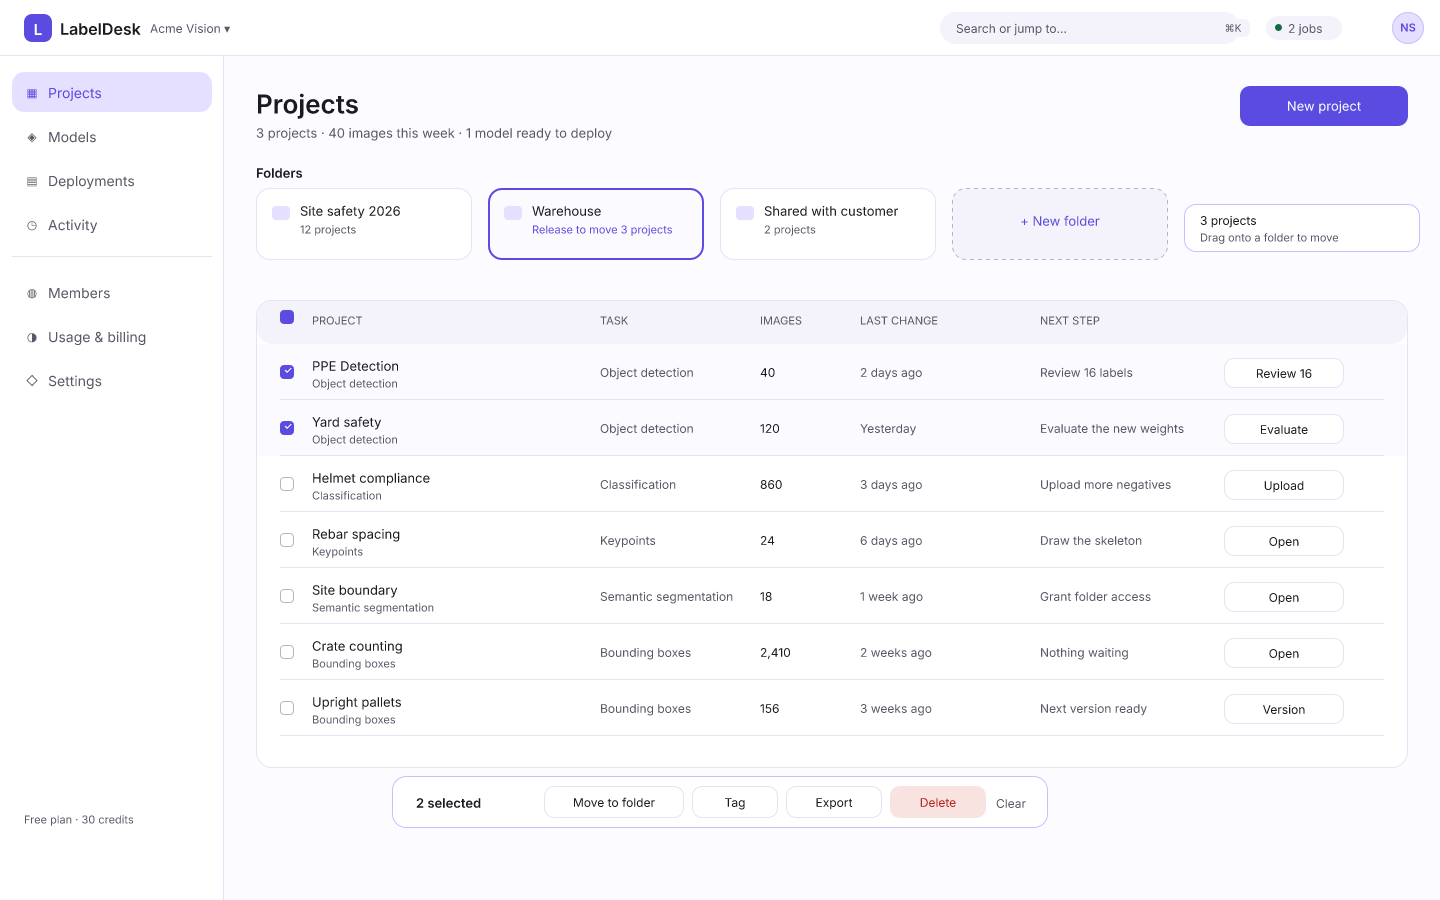 L LabelDesk Acme Vision ▾ Search or jump to... ⌘K 2 jobs NS
Projects
Models
Deployments
Activity
Members
Usage & billing
Settings
Free plan · 30 credits
Projects
New project
3 projects · 40 images this week · 1 model ready to deploy
Folders
Site safety 2026
12 projects
Warehouse
Release to move 3 projects
Shared with customer
2 projects
+ New folder
3 projects
Drag onto a folder to move
PROJECT TASK IMAGES LAST CHANGE NEXT STEP
PPE Detection
Object detection
Object detection 40 2 days ago Review 16 labels Review 16
Yard safety
Object detection
Object detection 120 Yesterday Evaluate the new weights Evaluate
Helmet compliance
Classification
Classification 860 3 days ago Upload more negatives Upload
Rebar spacing
Keypoints
Keypoints 24 6 days ago Draw the skeleton Open
Site boundary
Semantic segmentation
Semantic segmentation 18 1 week ago Grant folder access Open
Crate counting
Bounding boxes
Bounding boxes 2,410 2 weeks ago Nothing waiting Open
Upright pallets
Bounding boxes
Bounding boxes 156 3 weeks ago Next version ready Version
2 selected Move to folder Tag Export Delete Clear